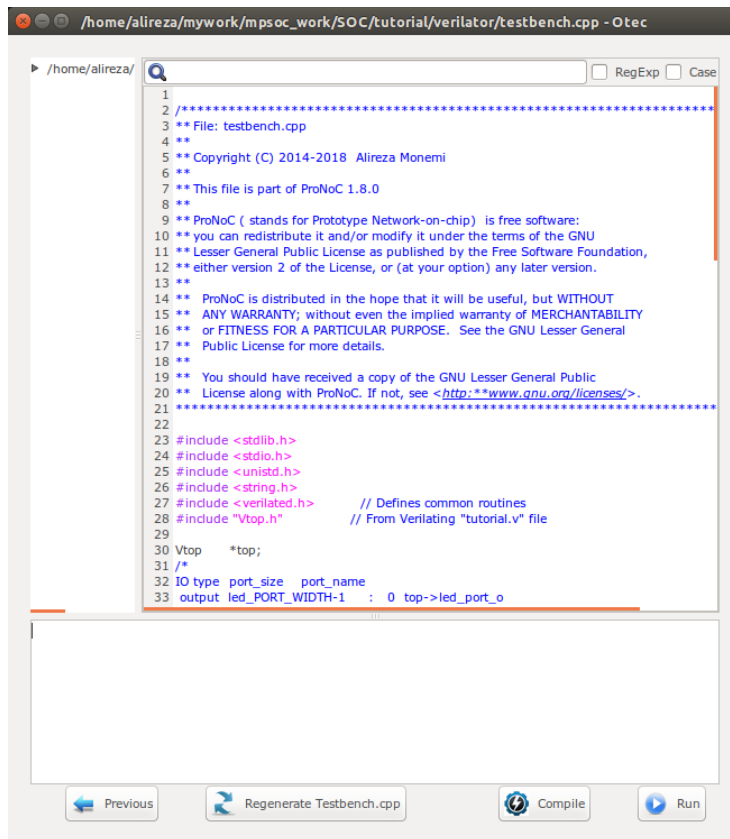 /home/alireza/mywork/mpsoc_work/SOC/tutorial/verilator/testbench.cpp - Otec
/home/alireza/
RegExp Case
1
2 /*********************************************************************
3 ** File: testbench.cpp
4 **
5 ** Copyright (C) 2014-2018  Alireza Monemi
6 **
7 ** This file is part of ProNoC 1.8.0
8 **
9 ** ProNoC ( stands for Prototype Network-on-chip)  is free software:
10 ** you can redistribute it and/or modify it under the terms of the GNU
11 ** Lesser General Public License as published by the Free Software Foundation,
12 ** either version 2 of the License, or (at your option) any later version.
13 **
14 **   ProNoC is distributed in the hope that it will be useful, but WITHOUT
15 **   ANY WARRANTY; without even the implied warranty of MERCHANTABILITY
16 **   or FITNESS FOR A PARTICULAR PURPOSE.  See the GNU Lesser General
17 **   Public License for more details.
18 **
19 **   You should have received a copy of the GNU Lesser General Public
20 **   License along with ProNoC. If not, see <http:**www.gnu.org/licenses/>.
21 *********************************************************************
22
23 #include <stdlib.h>
24 #include <stdio.h>
25 #include <unistd.h>
26 #include <string.h>
27 #include <verilated.h>          // Defines common routines
28 #include "Vtop.h"               // From Verilating "tutorial.v" file
29
30 Vtop     *top;
31 /*
32 IO type  port_size    port_name
33  output  led_PORT_WIDTH-1     :   0  top->led_port_o
Previous Regenerate Testbench.cpp Compile Run